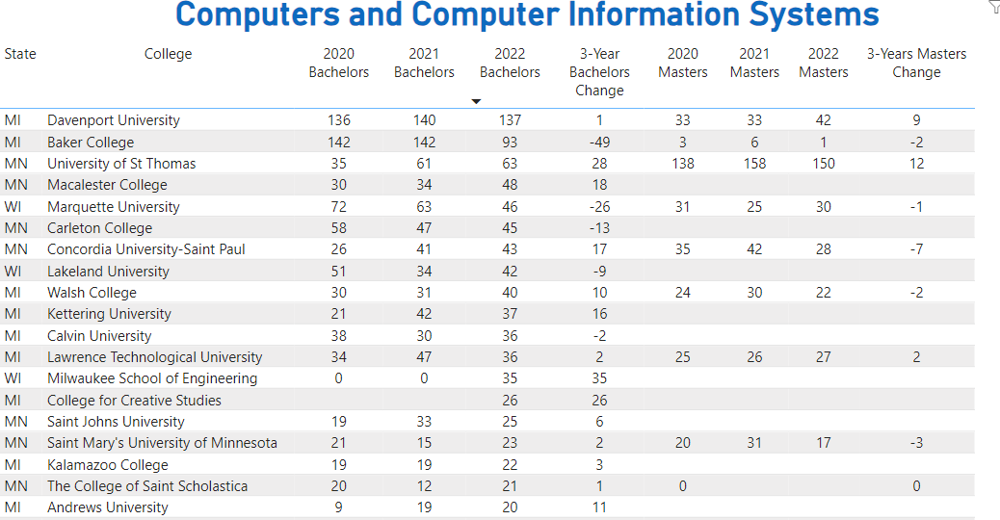 Computers and Computer Information Systems
State College 2020 Bachelors 2021 Bachelors 2022 Bachelors 3-Year Bachelors Change 2020 Masters 2021 Masters 2022 Masters 3-Years Masters Change
MI Davenport University 136 140 137 1 33 33 42 9
MI Baker College 142 142 93 -49 3 6 1 -2
MN University of St Thomas 35 61 63 28 138 158 150 12
MN Macalester College 30 34 48 18
WI Marquette University 72 63 46 -26 31 25 30 -1
MN Carleton College 58 47 45 -13
MN Concordia University-Saint Paul 26 41 43 17 35 42 28 -7
WI Lakeland University 51 34 42 -9
MI Walsh College 30 31 40 10 24 30 22 -2
MI Kettering University 21 42 37 16
MI Calvin University 38 30 36 -2
MI Lawrence Technological University 34 47 36 2 25 26 27 2
WI Milwaukee School of Engineering 0 0 35 35
MI College for Creative Studies 26 26
MN Saint Johns University 19 33 25 6
MN Saint Mary's University of Minnesota 21 15 23 2 20 31 17 -3
MI Kalamazoo College 19 19 22 3
MN The College of Saint Scholastica 20 12 21 1 0 0
MI Andrews University 9 19 20 11